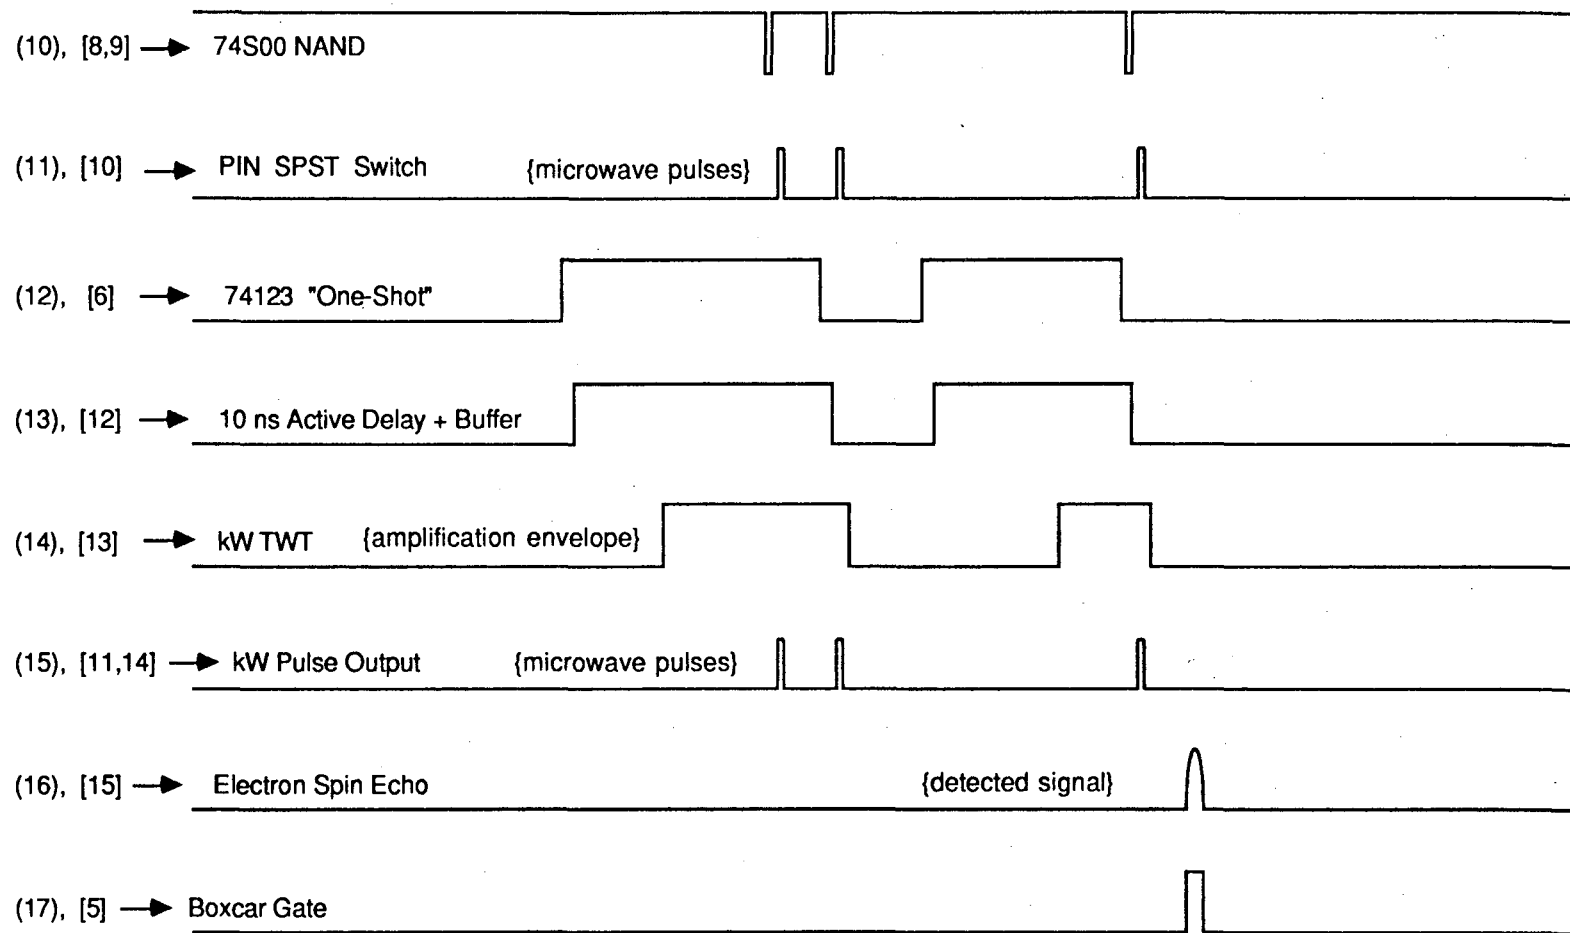 (10), [8,9] → 74S00 NAND
(11), [10] → PIN SPST Switch {microwave pulses}
(12), [6] → 74123 "One-Shot"
(13), [12] → 10 ns Active Delay + Buffer
(14), [13] → kW TWT {amplification envelope}
(15), [11,14] → kW Pulse Output {microwave pulses}
(16), [15] → Electron Spin Echo {detected signal}
(17), [5] → Boxcar Gate